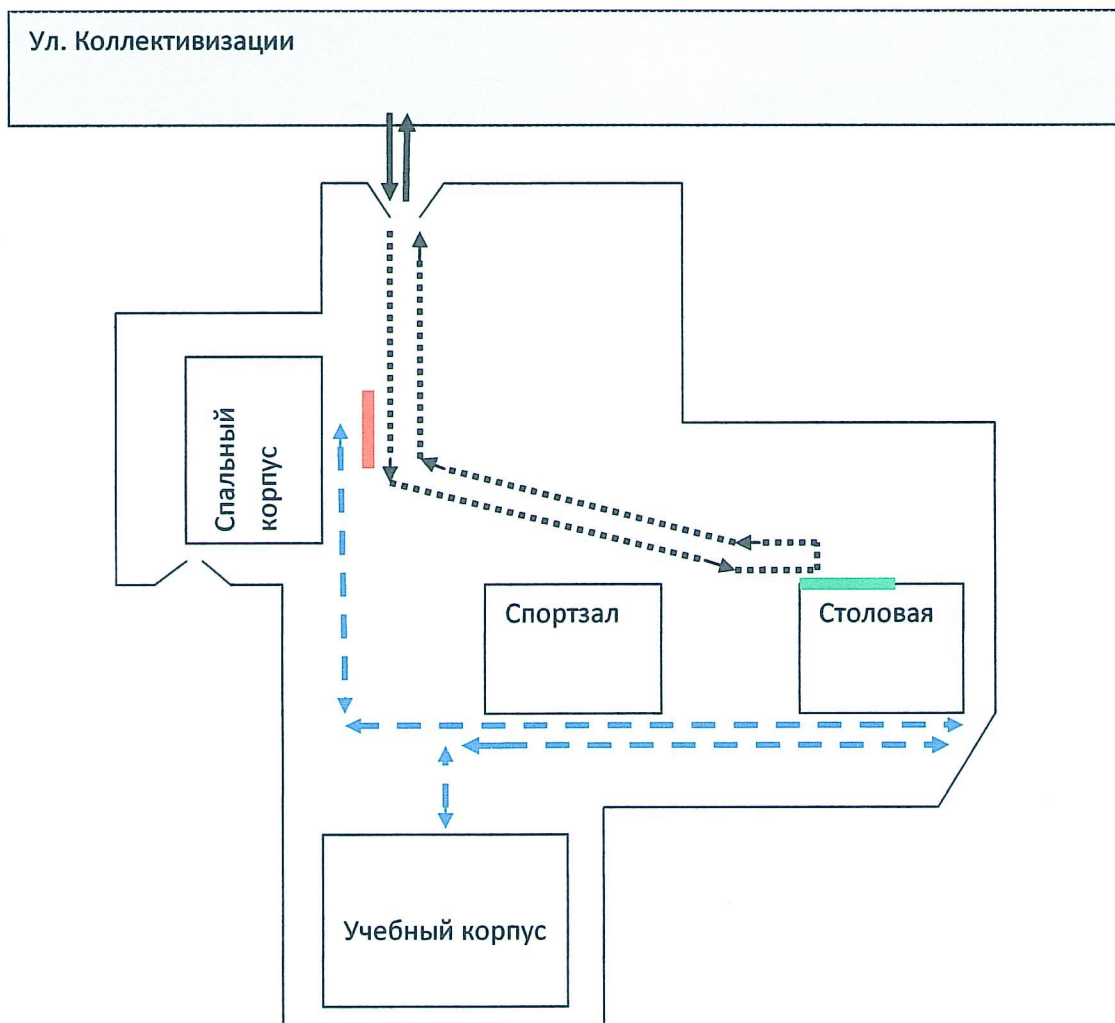 Ул. Коллективизации
Спальный
корпус
Спортзал
Столовая
Учебный корпус